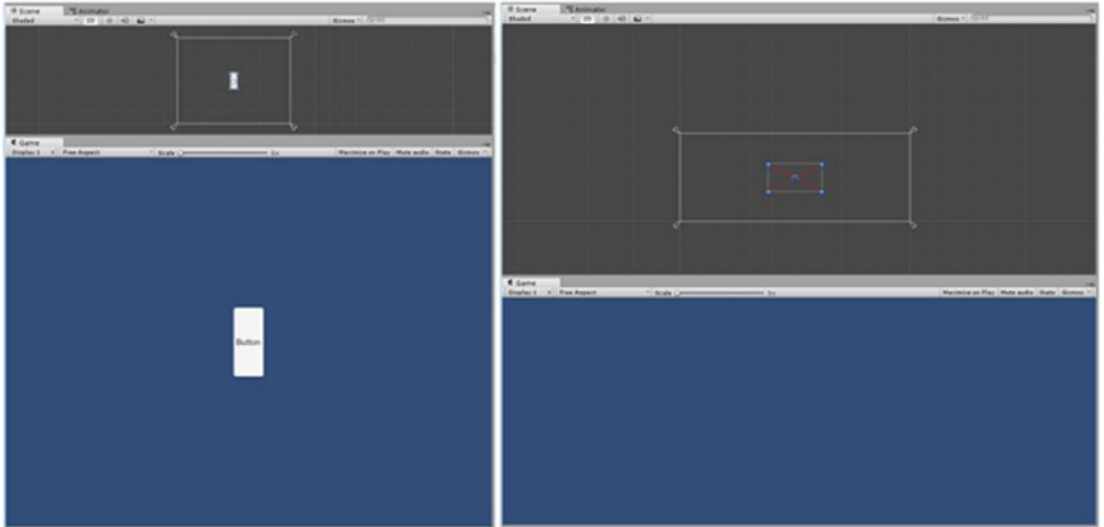 Scene Animator
Shaded 2D Gizmos All
Game
Display 1 Free Aspect Scale 1x Maximize on Play Mute audio Stats Gizmos
Button
Scene Animator
Shaded 2D Gizmos All
Game
Display 1 Free Aspect Scale 1x Maximize on Play Mute audio Stats Gizmos